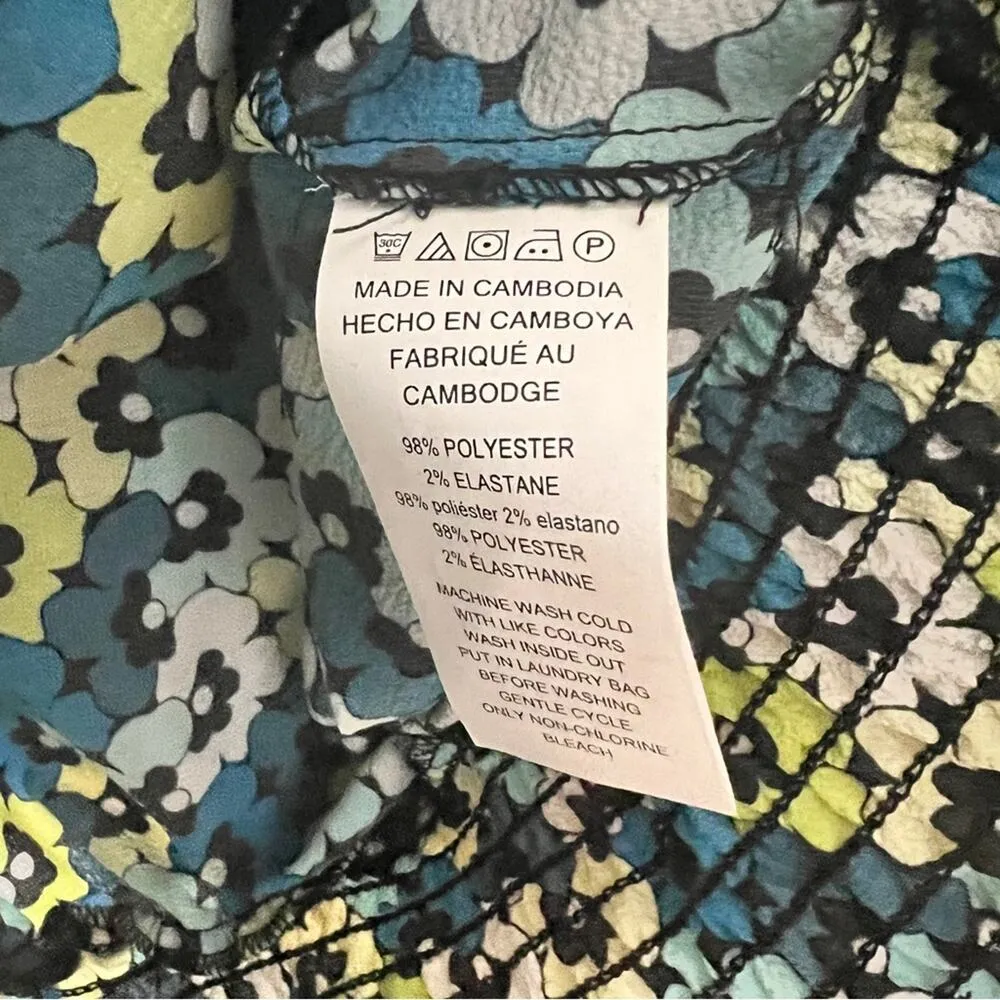 30C P
MADE IN CAMBODIA
HECHO EN CAMBOYA
FABRIQUÉ AU
CAMBODGE
98% POLYESTER
2% ELASTANE
98% poliéster 2% elastano
98% POLYESTER
2% ÉLASTHANNE
MACHINE WASH COLD
WITH LIKE COLORS
WASH INSIDE OUT
PUT IN LAUNDRY BAG
BEFORE WASHING
GENTLE CYCLE
ONLY NON-CHLORINE
BLEACH